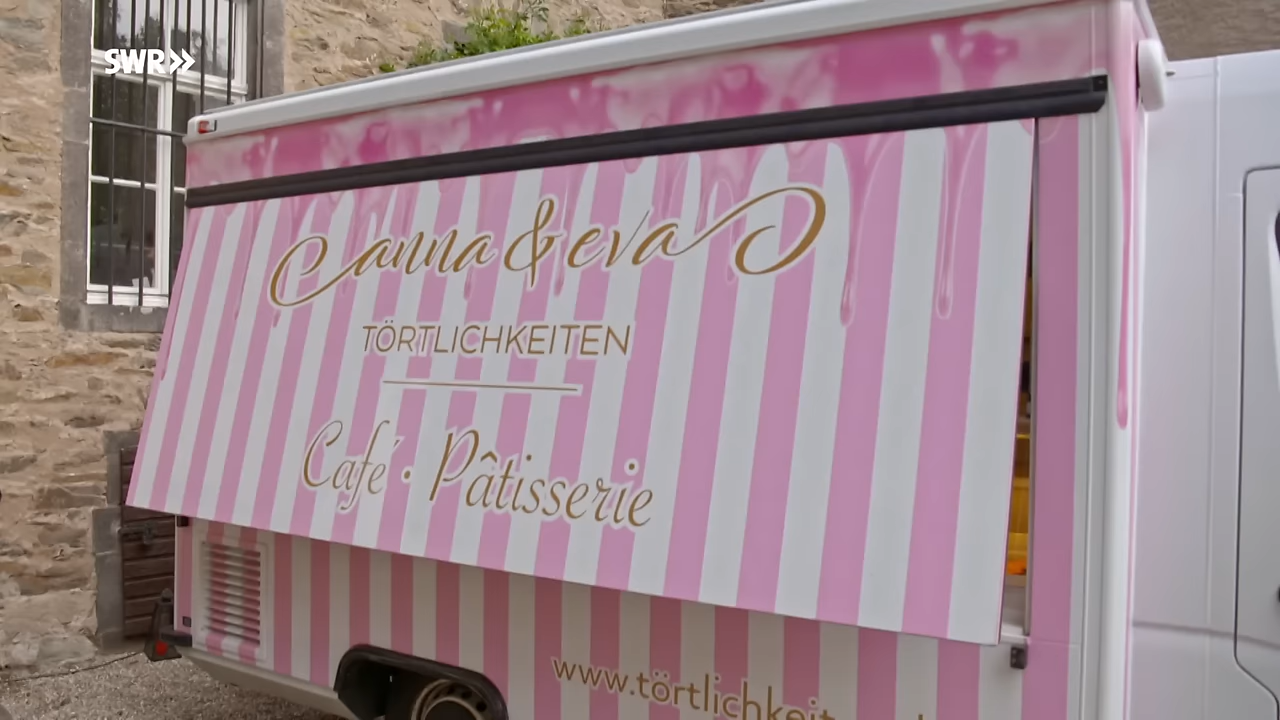 SWR
anna & eva
TÖRTLICHKEITEN
Café · Pâtisserie